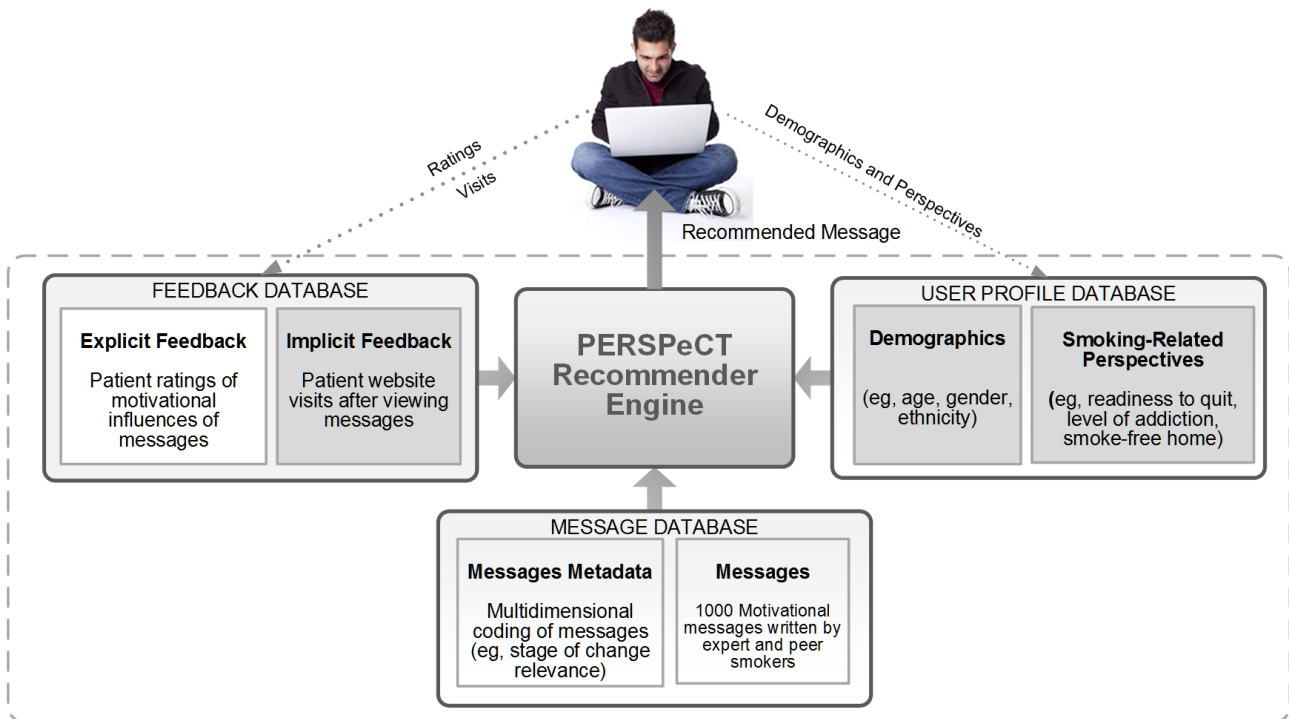 Ratings
Visits
Demographics and Perspectives
Recommended Message
FEEDBACK DATABASE
Explicit Feedback
Patient ratings of
motivational
influences of
messages
Implicit Feedback
Patient website
visits after viewing
messages
PERSPeCT
Recommender
Engine
USER PROFILE DATABASE
Demographics
(eg, age, gender,
ethnicity)
Smoking-Related
Perspectives
(eg, readiness to quit,
level of addiction,
smoke-free home)
MESSAGE DATABASE
Messages Metadata
Multidimensional
coding of messages
(eg, stage of change
relevance)
Messages
1000 Motivational
messages written by
expert and peer
smokers